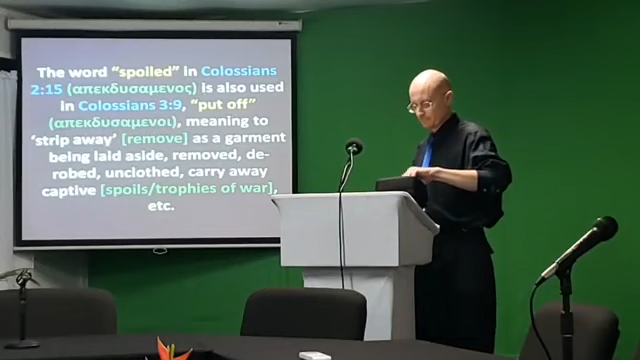 The word “spoiled” in Colossians
2:15 (απεκδυσαμενος) is also used
in Colossians 3:9, “put off”
(απεκδυσαμενοι), meaning to
‘strip away’ [remove] as a garment
being laid aside, removed, de-
robed, unclothed, carry away
captive [spoils/trophies of war],
etc.